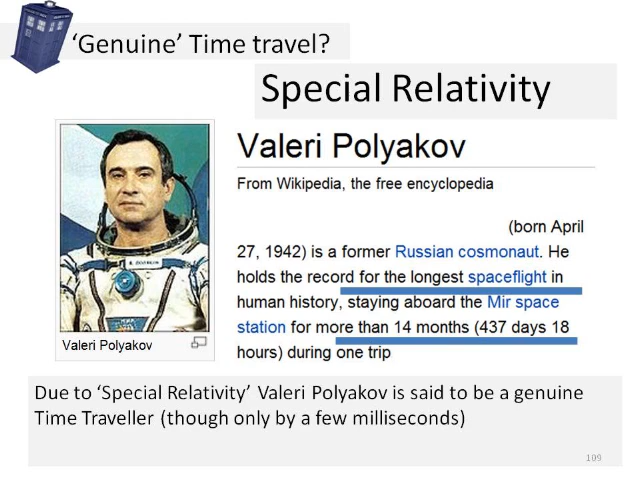 ‘Genuine’ Time travel?
Special Relativity
Valeri Polyakov
From Wikipedia, the free encyclopedia
(born April
27, 1942) is a former Russian cosmonaut. He
holds the record for the longest spaceflight in
human history, staying aboard the Mir space
station for more than 14 months (437 days 18
hours) during one trip
Valeri Polyakov
Due to ‘Special Relativity’ Valeri Polyakov is said to be a genuine
Time Traveller (though only by a few milliseconds)
109